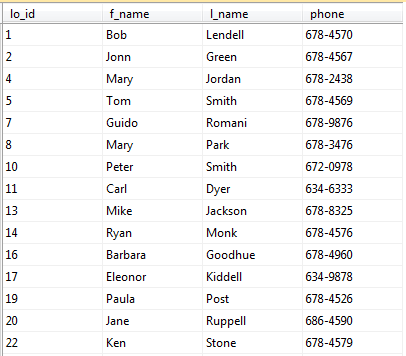 lo_id f_name l_name phone
1 Bob Lendell 678-4570
2 Jonn Green 678-4567
4 Mary Jordan 678-2438
5 Tom Smith 678-4569
7 Guido Romani 678-9876
8 Mary Park 678-3476
10 Peter Smith 672-0978
11 Carl Dyer 634-6333
13 Mike Jackson 678-8325
14 Ryan Monk 678-4576
16 Barbara Goodhue 678-4960
17 Eleonor Kiddell 634-9878
19 Paula Post 678-4526
20 Jane Ruppell 686-4590
22 Ken Stone 678-4579